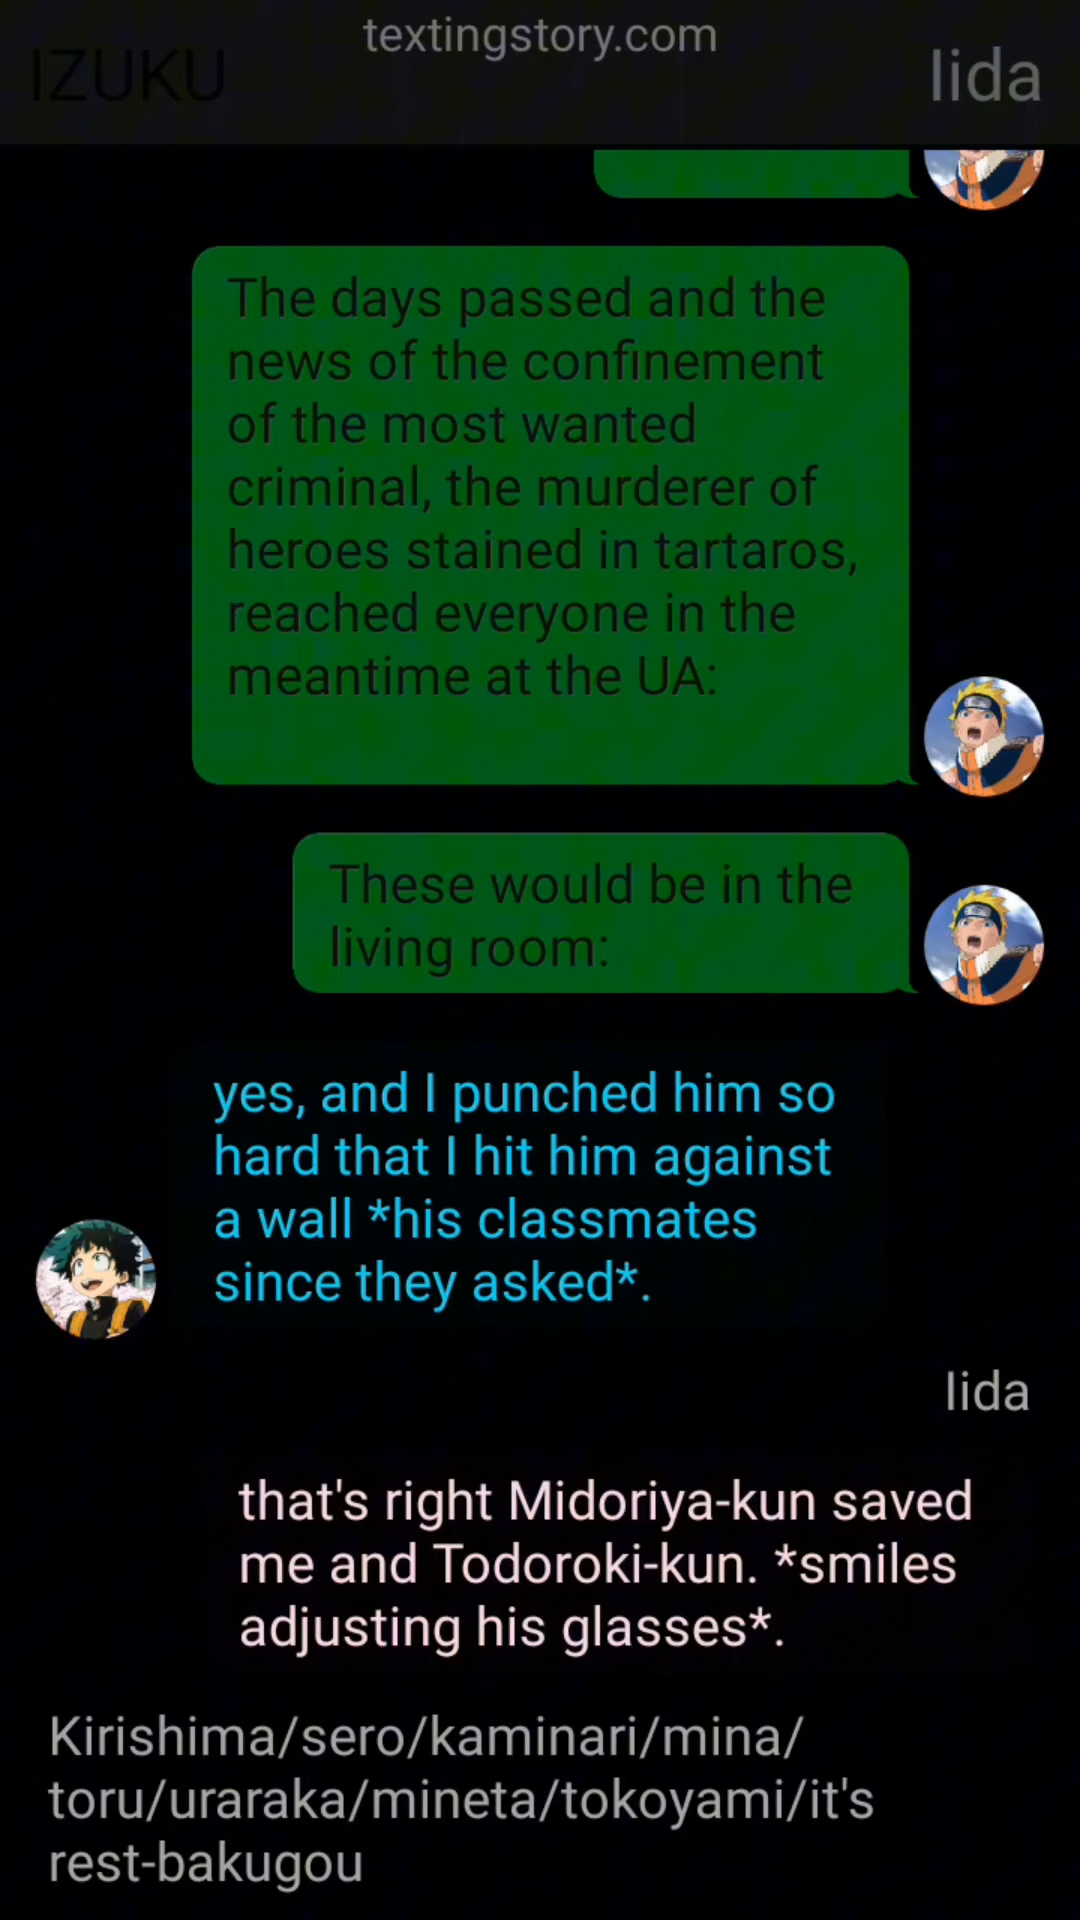 textingstory.com
IZUKU
Iida
The days passed and the
news of the confinement
of the most wanted
criminal, the murderer of
heroes stained in tartaros,
reached everyone in the
meantime at the UA:
These would be in the
living room:
yes, and I punched him so
hard that I hit him against
a wall *his classmates
since they asked*.
Iida
that's right Midoriya-kun saved
me and Todoroki-kun. *smiles
adjusting his glasses*.
Kirishima/sero/kaminari/mina/
toru/uraraka/mineta/tokoyami/it's
rest-bakugou